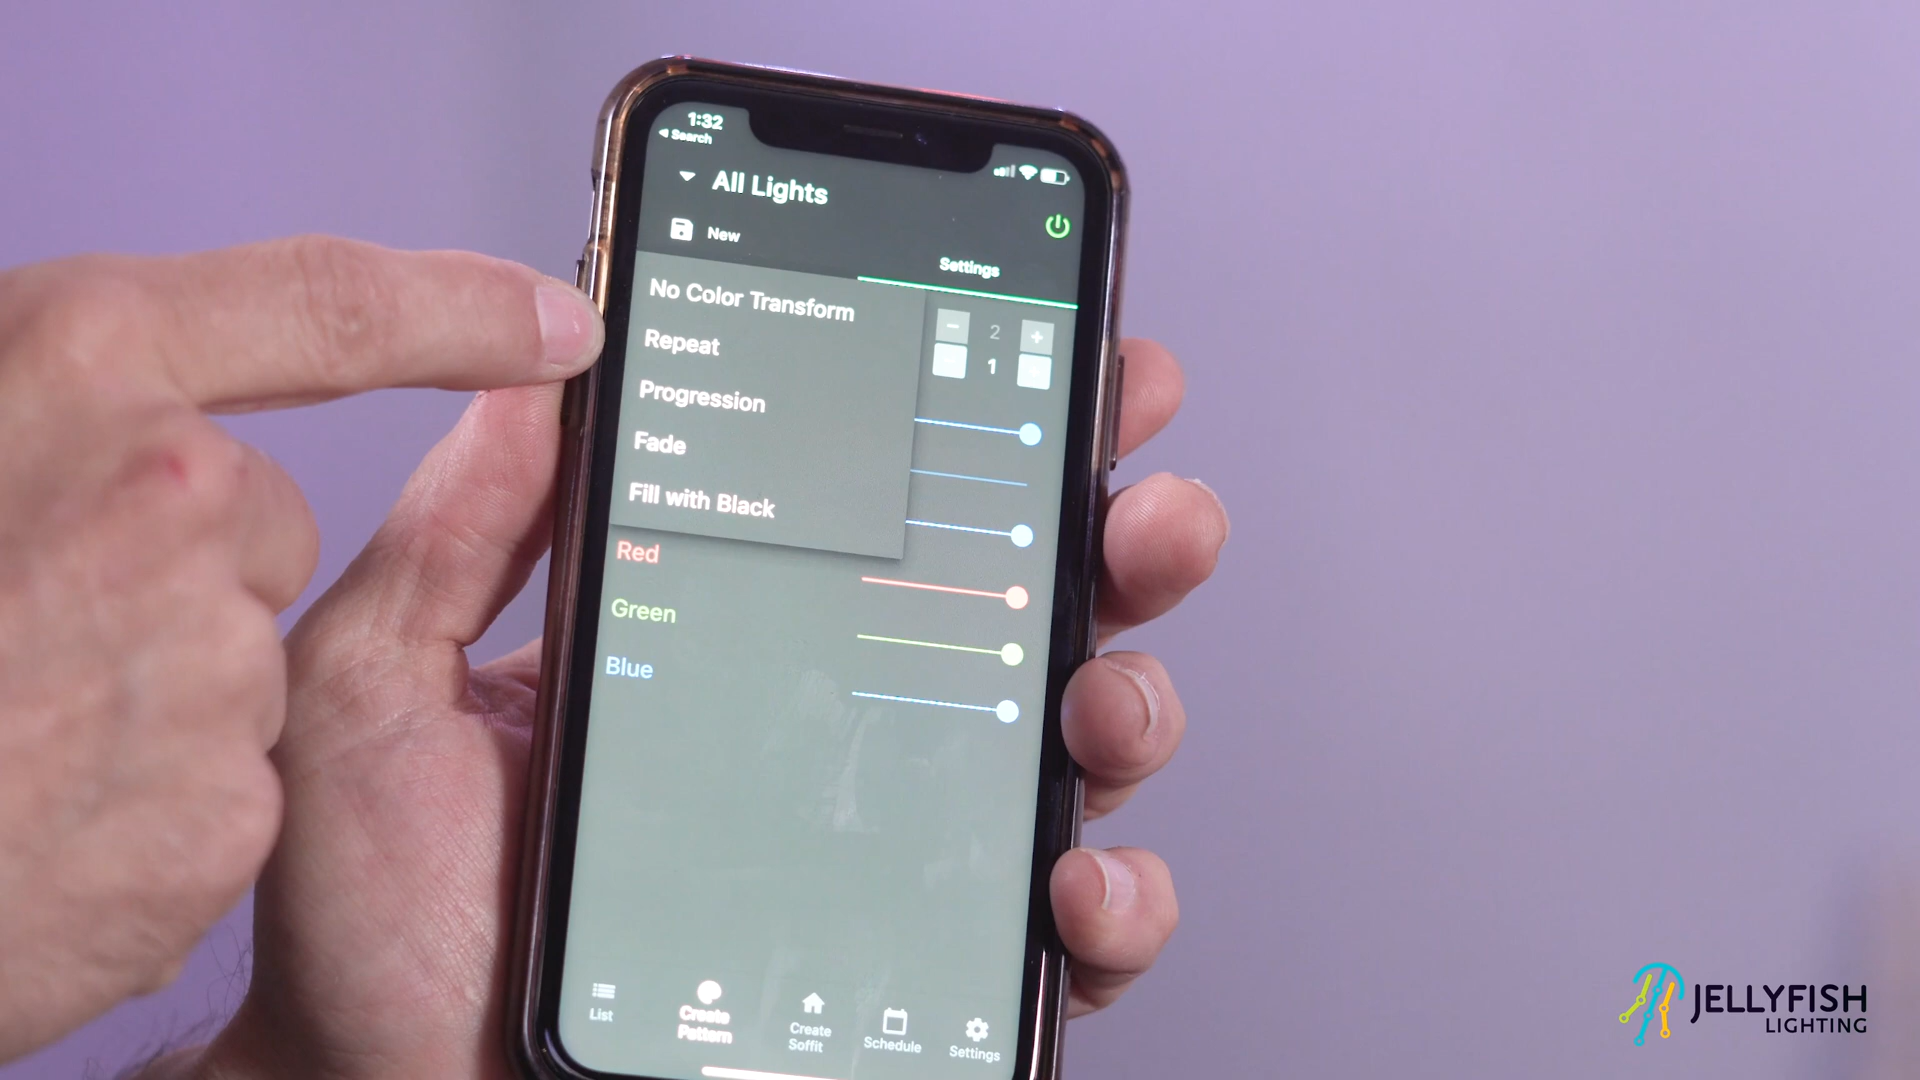 1:32
Search
All Lights
New
Settings
No Color Transform
2
Repeat
1
Progression
Fade
Fill with Black
Red
Green
Blue
List
Create
Pattern
Create
Soffit
Schedule
Settings
JELLYFISH
LIGHTING